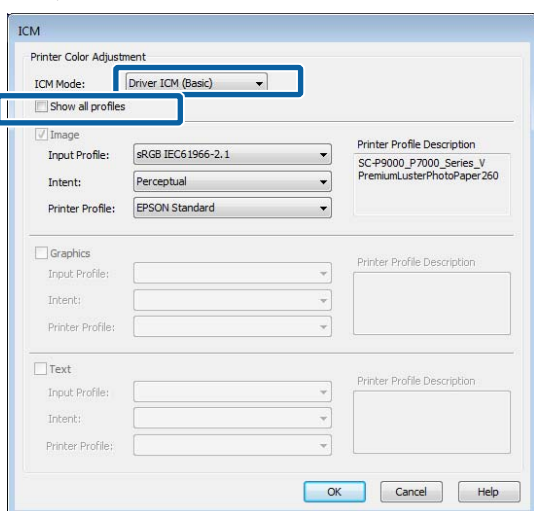 ICM
Printer Color Adjustment
ICM Mode: Driver ICM (Basic)
Show all profiles
Image
Input Profile: sRGB IEC61966-2.1
Intent: Perceptual
Printer Profile: EPSON Standard
Printer Profile Description
SC-P9000_P7000_Series_V
PremiumLusterPhotoPaper260
Graphics
Input Profile:
Intent:
Printer Profile:
Printer Profile Description
Text
Input Profile:
Intent:
Printer Profile:
Printer Profile Description
OK Cancel Help